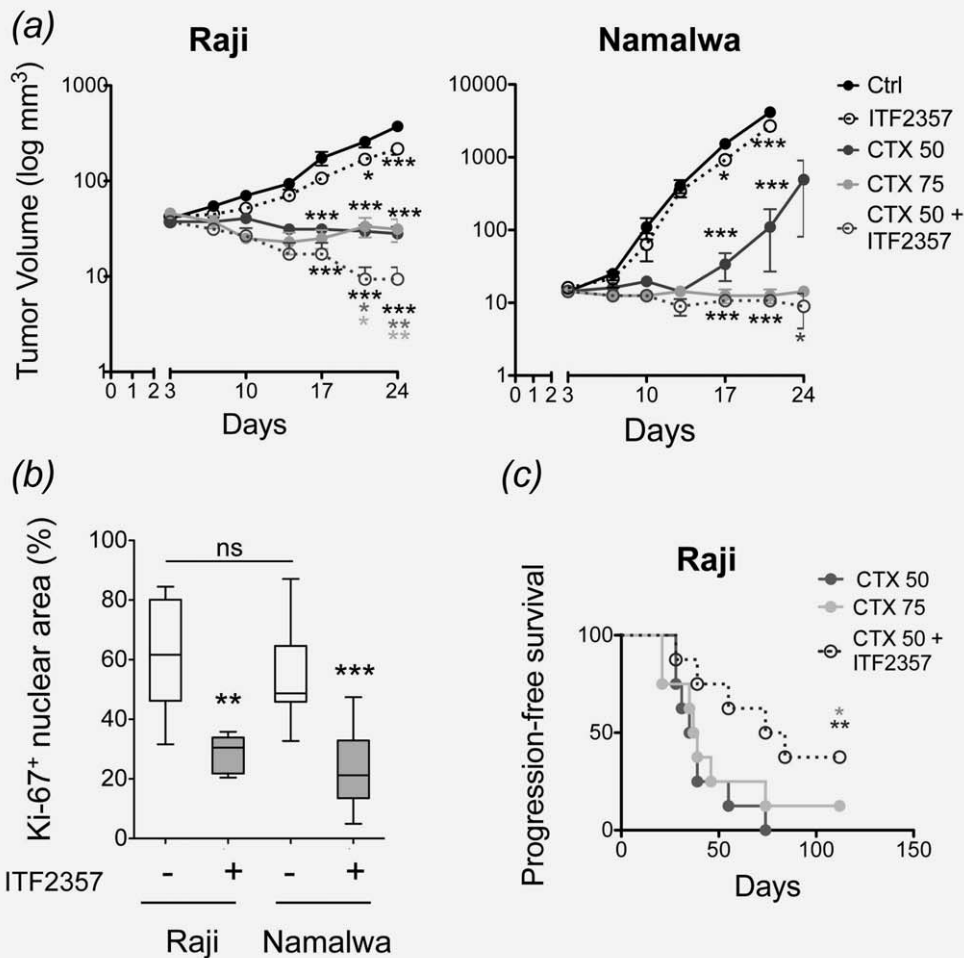 (a)
Raji
Namalwa
Tumor Volume (log mm³)
1000
100
10
1
0 1 2 3 10 17 24
Days
***
*
***
*** ***
***
***
*
*
***
**
**
10000
1000
100
10
1
0 1 2 3 10 17 24
Days
***
*
***
***
*** ***
*
Ctrl
ITF2357
CTX 50
CTX 75
CTX 50 +
ITF2357
(b)
Ki-67⁺ nuclear area (%)
100
80
60
40
20
0
ns
**
***
ITF2357 - + - +
Raji Namalwa
(c)
Raji
Progression-free survival
100
50
0
0 50 100 150
Days
*
**
CTX 50
CTX 75
CTX 50 +
ITF2357